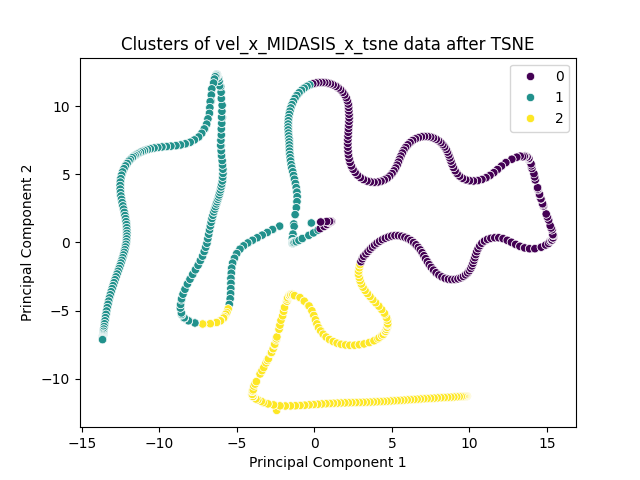 Clusters of vel_x_MIDASIS_x_tsne data after TSNE
0
1
2
10
5
0
−5
−10
Principal Component 2
−15 −10 −5 0 5 10 15
Principal Component 1